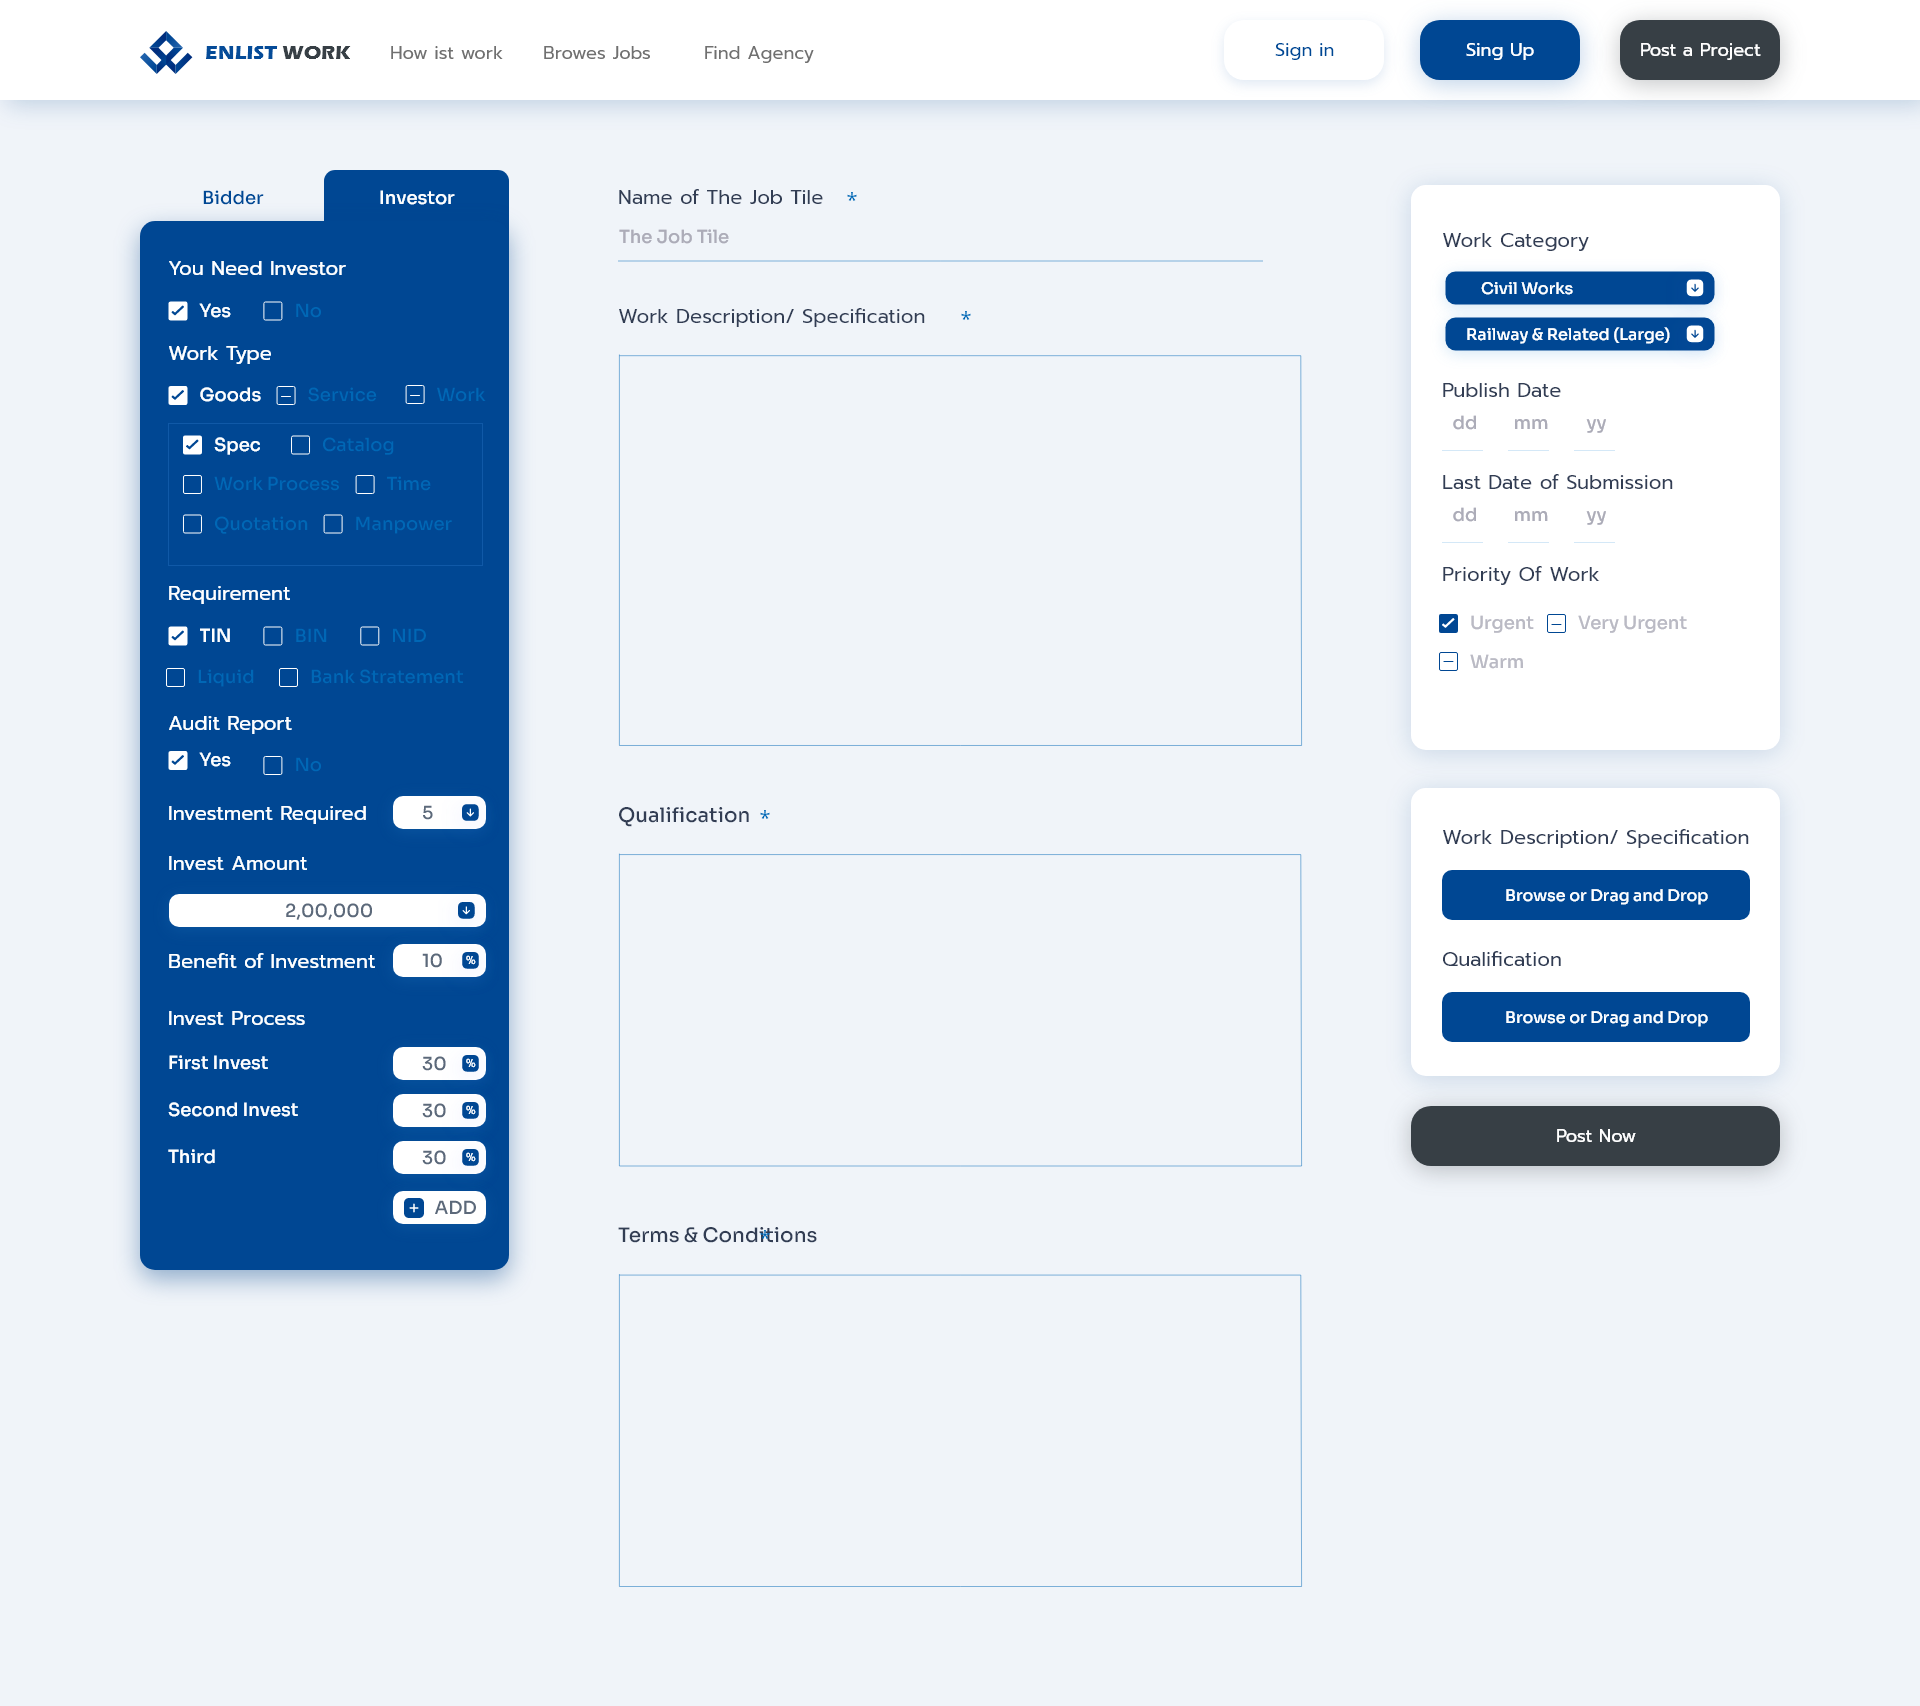 ENLIST WORK
How ist work
Browes Jobs
Find Agency
Sign in
Sing Up
Post a Project
Bidder
Investor
You Need Investor
Yes
No
Work Type
Goods
Service
Work
Spec
Catalog
Work Process
Time
Quotation
Manpower
Requirement
TIN
BIN
NID
Liquid
Bank Stratement
Audit Report
Yes
No
Investment Required
5
Invest Amount
2,00,000
Benefit of Investment
10
%
Invest Process
First Invest
30
%
Second Invest
30
%
Third
30
%
+ ADD
Name of The Job Tile *
The Job Tile
Work Description/ Specification *
Qualification *
Terms & Conditions *
Work Category
Civil Works
Railway & Related (Large)
Publish Date
dd mm yy
Last Date of Submission
dd mm yy
Priority Of Work
Urgent
Very Urgent
Warm
Work Description/ Specification
Browse or Drag and Drop
Qualification
Browse or Drag and Drop
Post Now